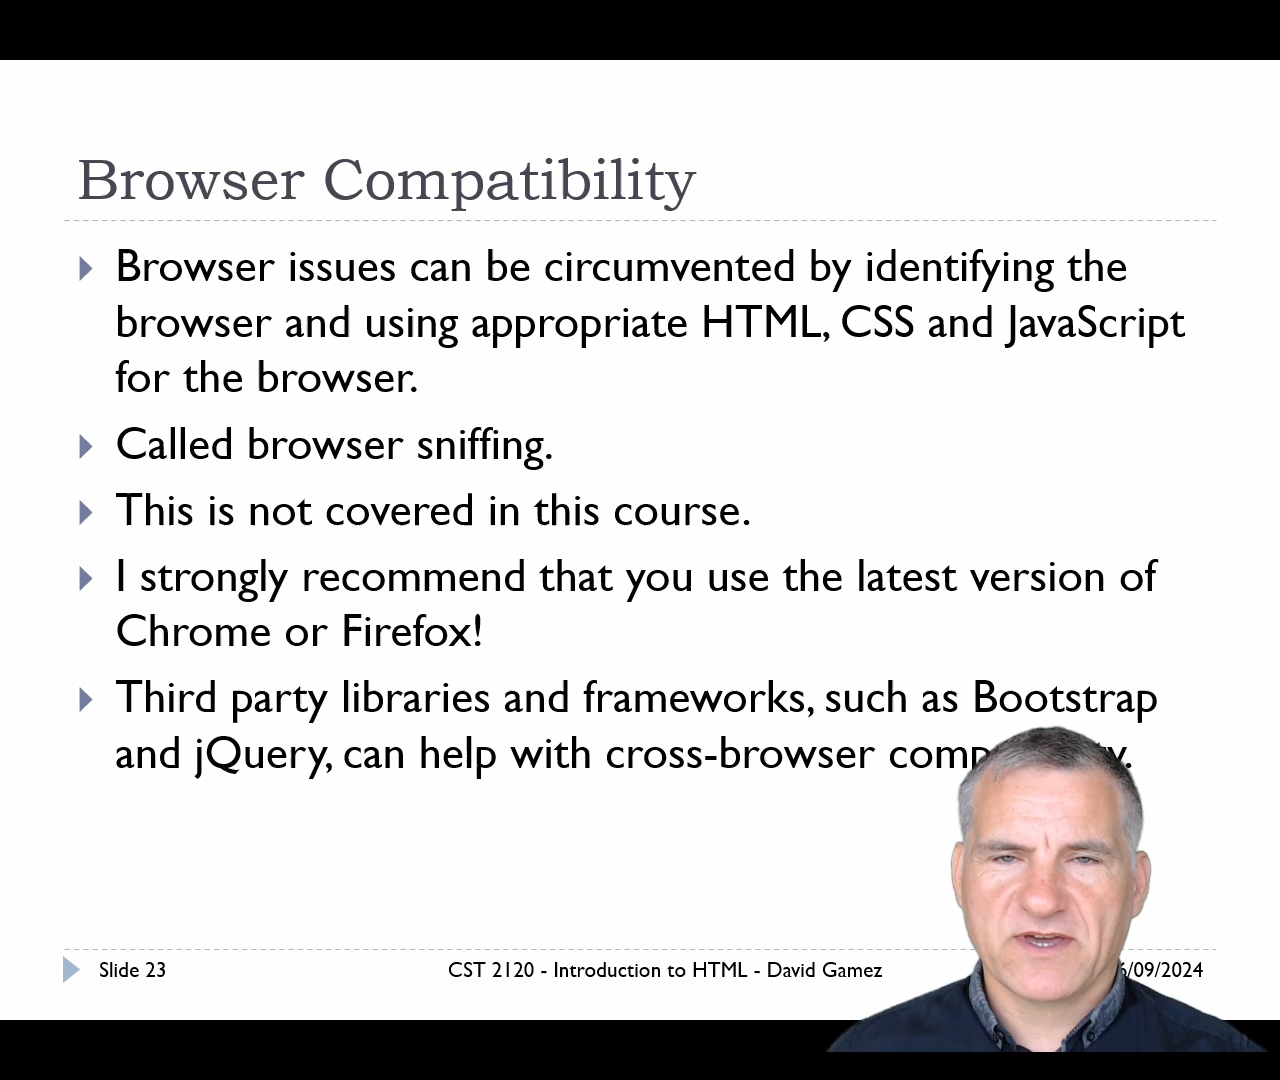 Browser Compatibility
Browser issues can be circumvented by identifying the
browser and using appropriate HTML, CSS and JavaScript
for the browser.
Called browser sniffing.
This is not covered in this course.
I strongly recommend that you use the latest version of
Chrome or Firefox!
Third party libraries and frameworks, such as Bootstrap
and jQuery, can help with cross-browser
Slide 23
CST 2120 - Introduction to HTML - David Gamez
/09/2024